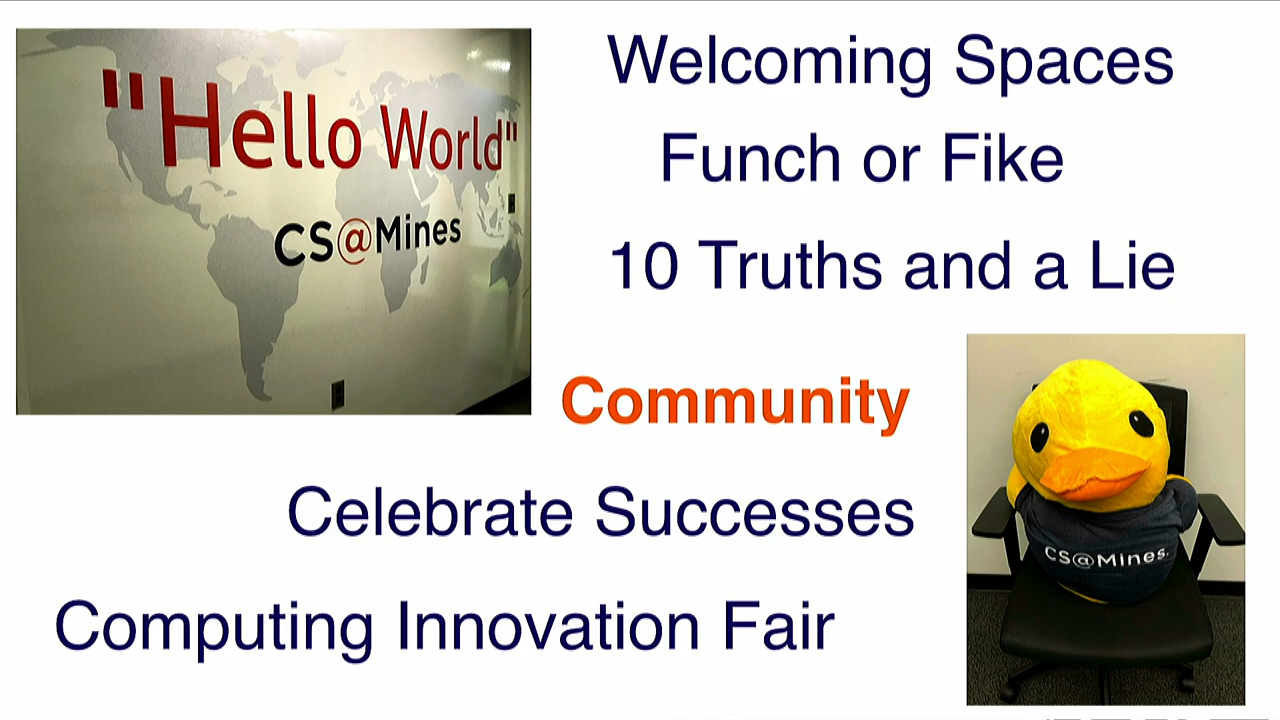 "Hello World"
CS@Mines
Welcoming Spaces
Funch or Fike
10 Truths and a Lie
Community
Celebrate Successes
Computing Innovation Fair
CS@Mines.